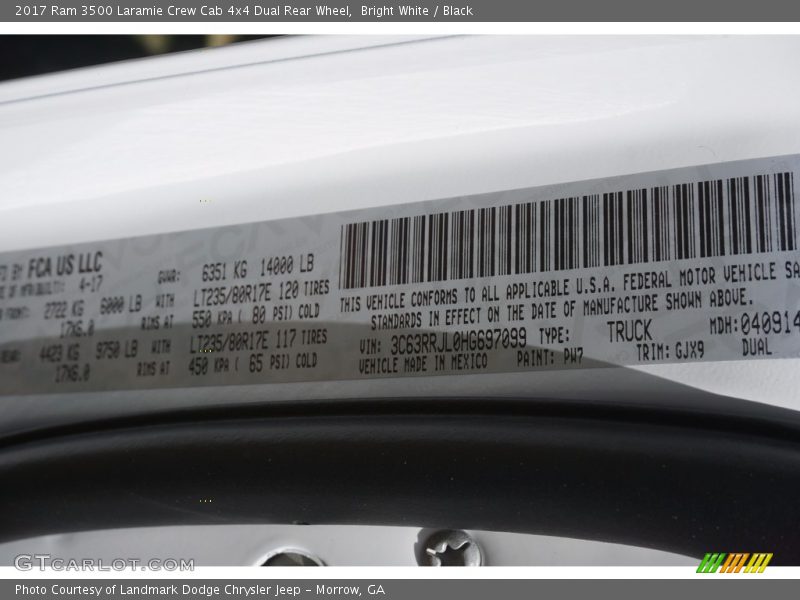 2017 Ram 3500 Laramie Crew Cab 4x4 Dual Rear Wheel, Bright White / Black
FCA US LLC
4-17
GVWR: 6351 KG 14000 LB
FRONT: 2722 KG 6000 LB WITH LT235/80R17E 120 TIRES
17X6.0 RIMS AT 550 KPA ( 80 PSI) COLD
REAR: 4423 KG 9750 LB WITH LT235/80R17E 117 TIRES
17X6.0 RIMS AT 450 KPA ( 65 PSI) COLD
THIS VEHICLE CONFORMS TO ALL APPLICABLE U.S.A. FEDERAL MOTOR VEHICLE SA
STANDARDS IN EFFECT ON THE DATE OF MANUFACTURE SHOWN ABOVE.
VIN: 3C63RRJL0HG697099 TYPE: TRUCK MDH:040914
VEHICLE MADE IN MEXICO PAINT: PW7 TRIM: GJX9 DUAL
GTCARLOT.COM
Photo Courtesy of Landmark Dodge Chrysler Jeep – Morrow, GA